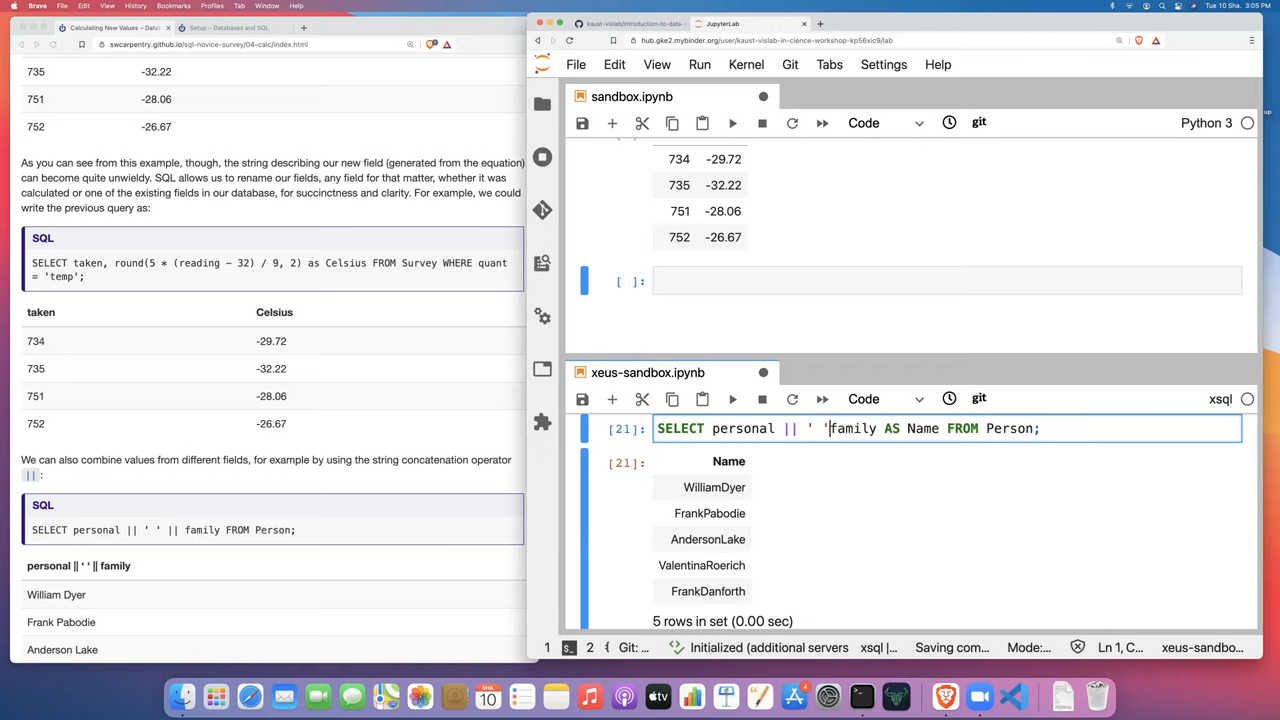 Brave File Edit View History Bookmarks Profiles Tab Window Help
Tue 10 Sha. 3:05 PM
Calculating New Values – Datab
Setup – Databases and SQL
swcarpentry.github.io/sql-novice-survey/04-calc/index.html
735 -32.22
751 -28.06
752 -26.67
As you can see from this example, though, the string describing our new field (generated from the equation)
can become quite unwieldy. SQL allows us to rename our fields, any field for that matter, whether it was
calculated or one of the existing fields in our database, for succinctness and clarity. For example, we could
write the previous query as:
SQL
SELECT taken, round(5 * (reading - 32) / 9, 2) as Celsius FROM Survey WHERE quant
= 'temp';
taken Celsius
734 -29.72
735 -32.22
751 -28.06
752 -26.67
We can also combine values from different fields, for example by using the string concatenation operator
||:
SQL
SELECT personal || ' ' || family FROM Person;
personal || ‘ ‘ || family
William Dyer
Frank Pabodie
Anderson Lake
kaust-vislab/introduction-to-data-
JupyterLab
hub.gke2.mybinder.org/user/kaust-vislab-in-cience-workshop-kp56xic9/lab
File Edit View Run Kernel Git Tabs Settings Help
sandbox.ipynb
Code git Python 3
734 -29.72
735 -32.22
751 -28.06
752 -26.67
[ ]:
xeus-sandbox.ipynb
Code git xsql
[21]: SELECT personal || ' 'family AS Name FROM Person;
[21]: Name
WilliamDyer
FrankPabodie
AndersonLake
ValentinaRoerich
FrankDanforth
5 rows in set (0.00 sec)
1 2 Git: … Initialized (additional servers xsql |… Saving com… Mode:… Ln 1, C… xeus-sandbo…
SHA
10
tv
4
up